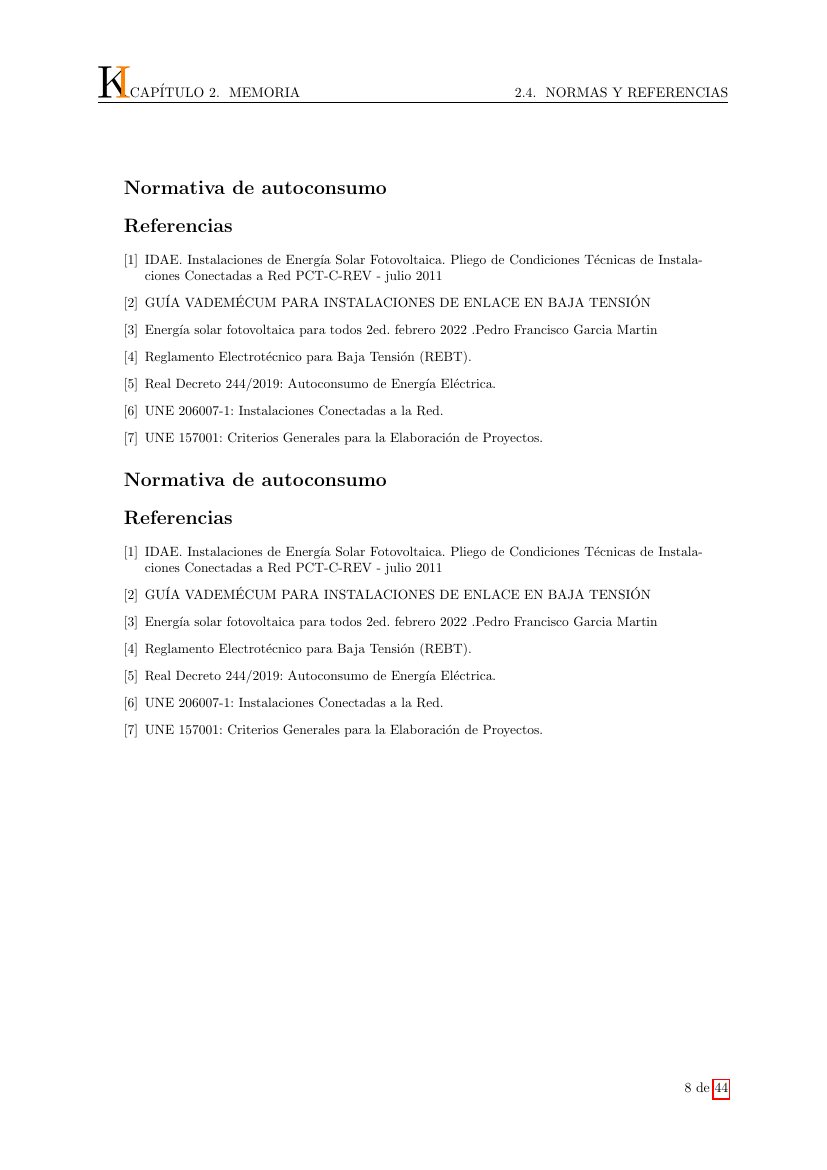 KI CAPÍTULO 2. MEMORIA 2.4. NORMAS Y REFERENCIAS
Normativa de autoconsumo
Referencias
[1] IDAE. Instalaciones de Energía Solar Fotovoltaica. Pliego de Condiciones Técnicas de Instala-
ciones Conectadas a Red PCT-C-REV - julio 2011
[2] GUÍA VADEMÉCUM PARA INSTALACIONES DE ENLACE EN BAJA TENSIÓN
[3] Energía solar fotovoltaica para todos 2ed. febrero 2022 .Pedro Francisco Garcia Martin
[4] Reglamento Electrotécnico para Baja Tensión (REBT).
[5] Real Decreto 244/2019: Autoconsumo de Energía Eléctrica.
[6] UNE 206007-1: Instalaciones Conectadas a la Red.
[7] UNE 157001: Criterios Generales para la Elaboración de Proyectos.
Normativa de autoconsumo
Referencias
[1] IDAE. Instalaciones de Energía Solar Fotovoltaica. Pliego de Condiciones Técnicas de Instala-
ciones Conectadas a Red PCT-C-REV - julio 2011
[2] GUÍA VADEMÉCUM PARA INSTALACIONES DE ENLACE EN BAJA TENSIÓN
[3] Energía solar fotovoltaica para todos 2ed. febrero 2022 .Pedro Francisco Garcia Martin
[4] Reglamento Electrotécnico para Baja Tensión (REBT).
[5] Real Decreto 244/2019: Autoconsumo de Energía Eléctrica.
[6] UNE 206007-1: Instalaciones Conectadas a la Red.
[7] UNE 157001: Criterios Generales para la Elaboración de Proyectos.
8 de 44